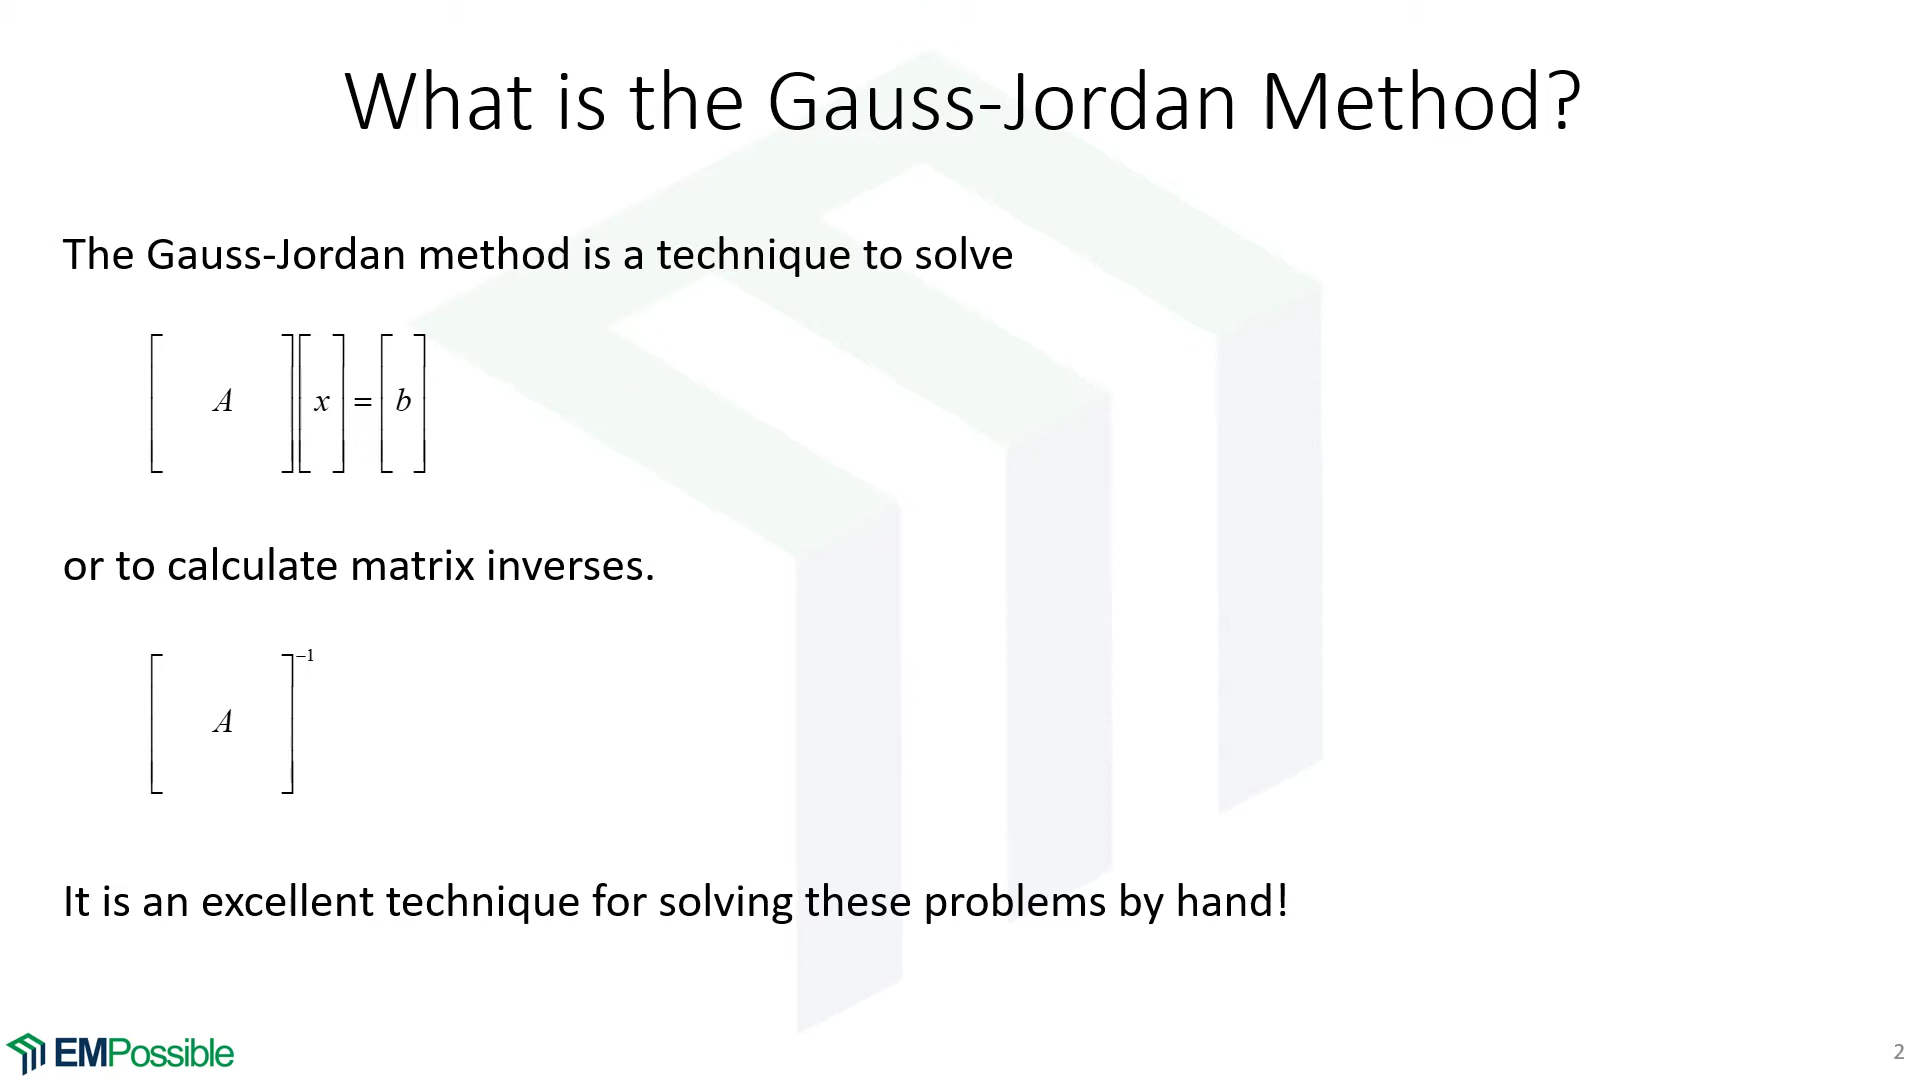 What is the Gauss-Jordan Method?
The Gauss-Jordan method is a technique to solve
[ A ][ x ] = [ b ]
or to calculate matrix inverses.
[ A ]⁻¹
It is an excellent technique for solving these problems by hand!
EMPossible
2